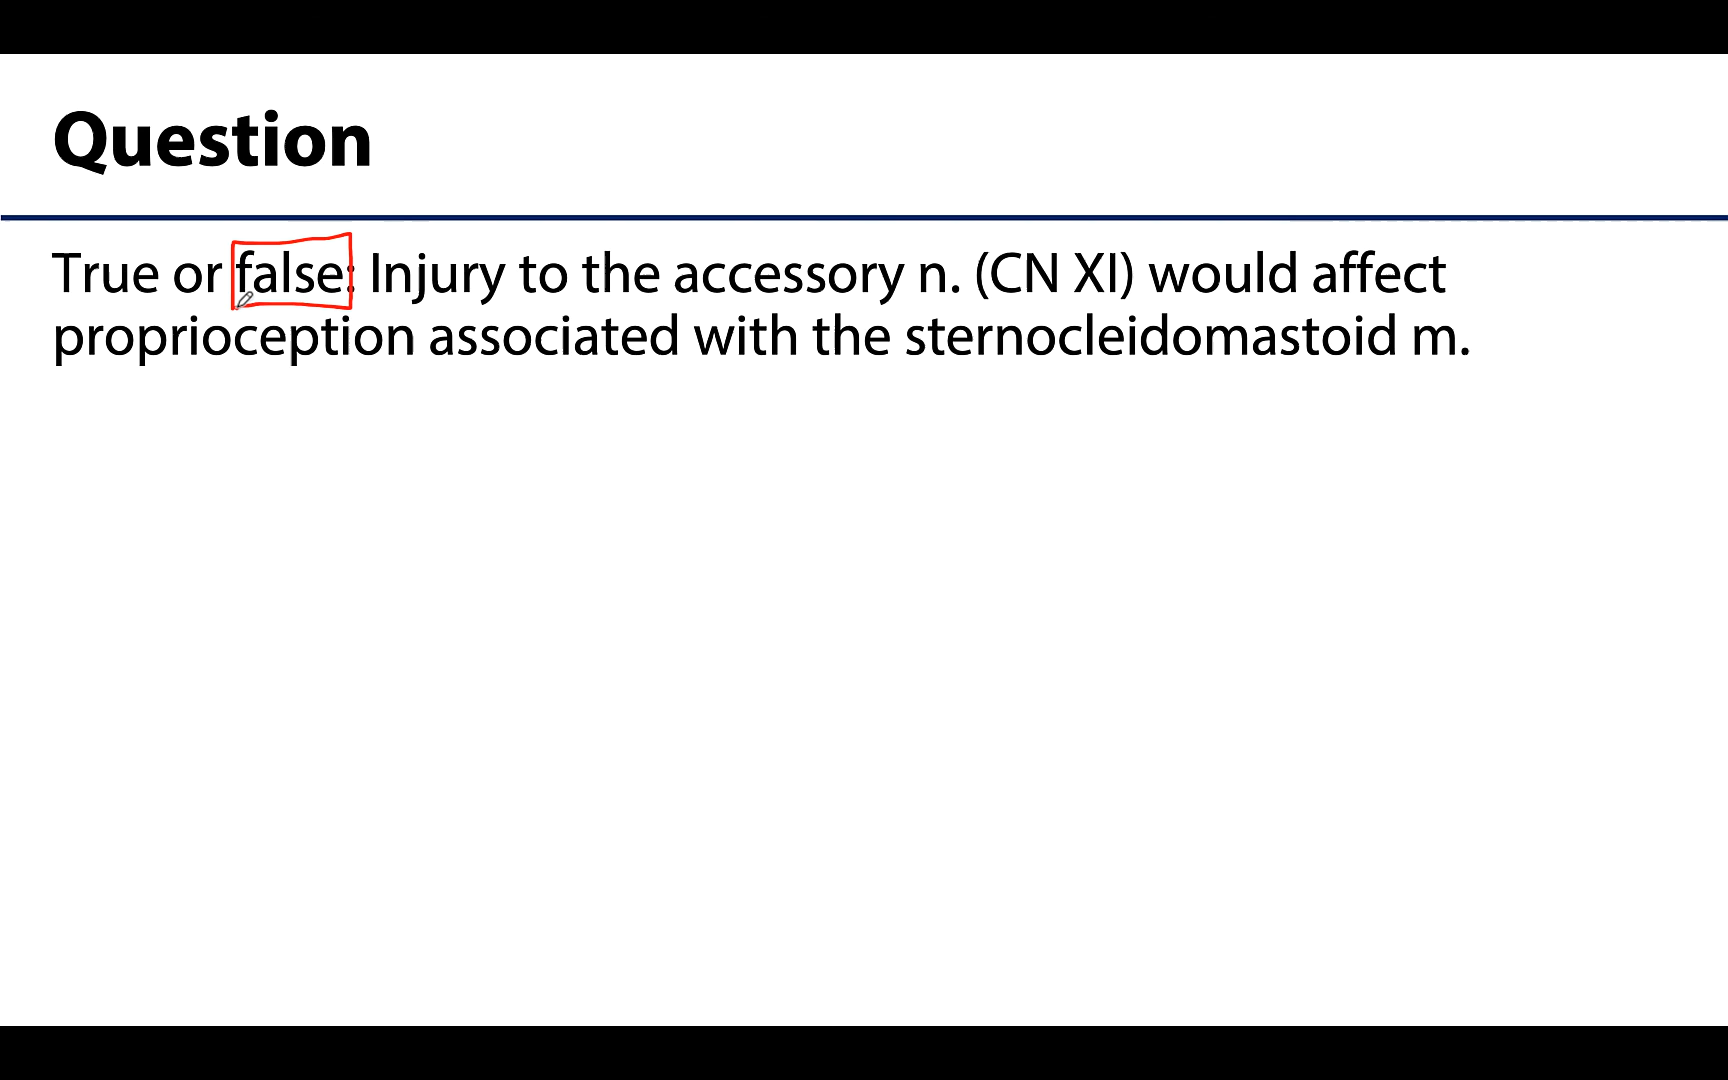 Question
True or false: Injury to the accessory n. (CN XI) would affect
proprioception associated with the sternocleidomastoid m.